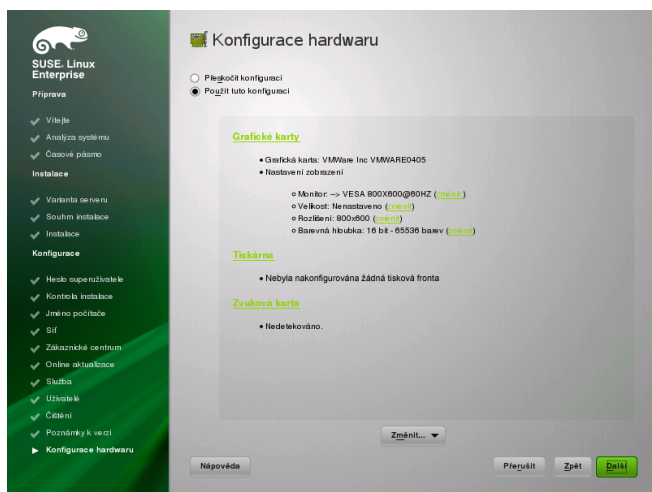 SUSE. Linux
Enterprise
Příprava
Vítejte
Analýza systému
Časové pásmo
Instalace
Varianta serveru
Souhrn instalace
Instalace
Konfigurace
Heslo superuživatele
Kontrola instalace
Jméno počítače
Síť
Zákaznické centrum
Online aktualizace
Služba
Uživatelé
Čištění
Poznámky k verzi
Konfigurace hardwaru
Konfigurace hardwaru
Přeskočit konfiguraci
Použít tuto konfiguraci
Grafické karty
Grafická karta: VMWare Inc VMWARE0405
Nastavení zobrazení
Monitor: --> VESA 800X600@60HZ (změnit )
Velikost: Nenastaveno (změnit)
Rozlišení: 800x600 (změnit)
Barevná hloubka: 16 bit - 65536 barev (změnit)
Tiskárna
Nebyla nakonfigurována žádná tisková fronta
Zvuková karta
Nedetekováno.
Změnit...
Nápověda
Přerušit
Zpět
Další